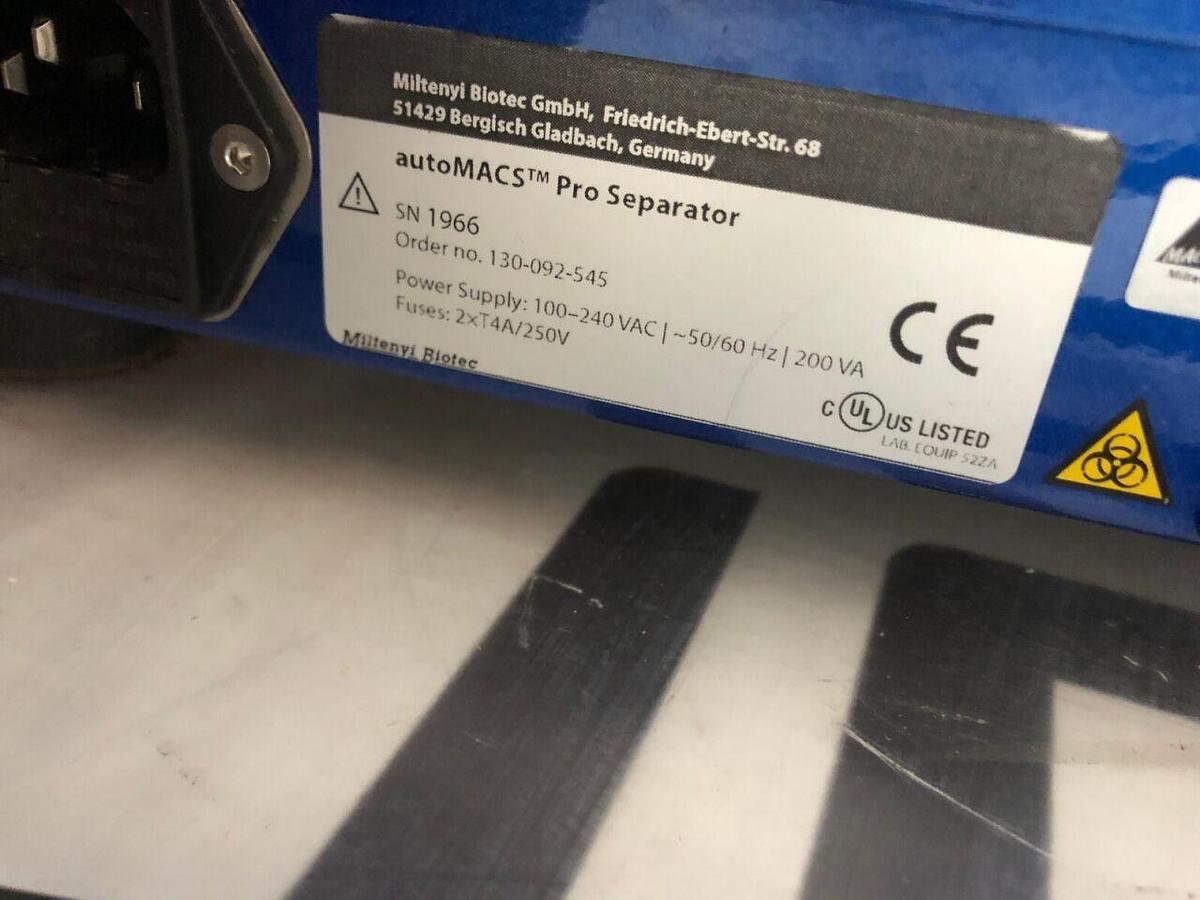 Miltenyi Biotec GmbH, Friedrich-Ebert-Str. 68
51429 Bergisch Gladbach, Germany
autoMACS™ Pro Separator
SN 1966
Order no. 130-092-545
Power Supply: 100–240 VAC | ~50/60 Hz | 200 VA
Fuses: 2xT4A/250V
Miltenyi Biotec
CE
C UL US LISTED
LAB. EQUIP 52ZA